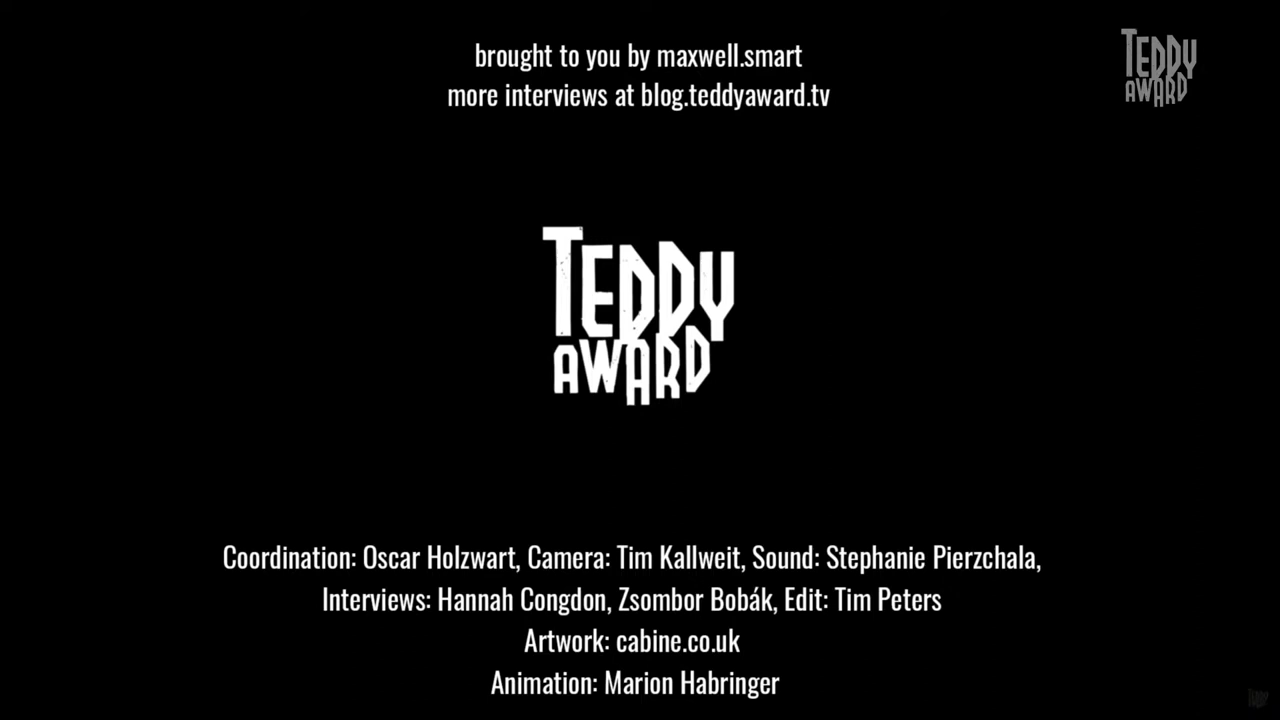 brought to you by maxwell.smart
more interviews at blog.teddyaward.tv
TEDDY
AWARD
TEDDY
AWARD
Coordination: Oscar Holzwart, Camera: Tim Kallweit, Sound: Stephanie Pierzchala,
Interviews: Hannah Congdon, Zsombor Bobák, Edit: Tim Peters
Artwork: cabine.co.uk
Animation: Marion Habringer